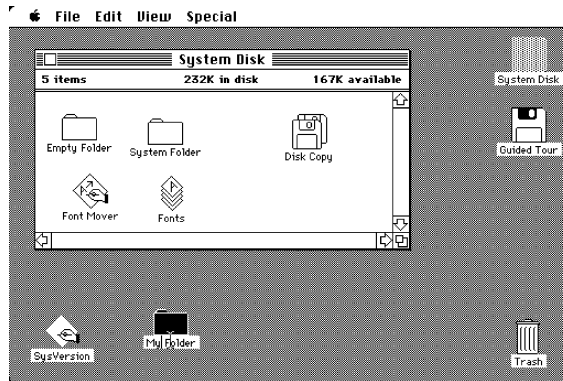 File Edit View Special
System Disk
5 items 232K in disk 167K available
Empty Folder System Folder Disk Copy
Font Mover Fonts
System Disk
Guided Tour
SysVersion My Folder Trash